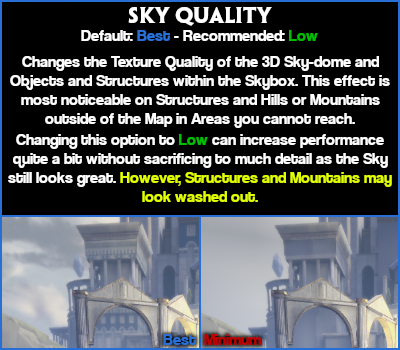 SKY QUALITY
Default: Best - Recommended: Low
Changes the Texture Quality of the 3D Sky-dome and
Objects and Structures within the Skybox. This effect is
most noticeable on Structures and Hills or Mountains
outside of the Map in Areas you cannot reach.
Changing this option to Low can increase performance
quite a bit without sacrificing to much detail as the Sky
still looks great. However, Structures and Mountains may
look washed out.
Best Minimum